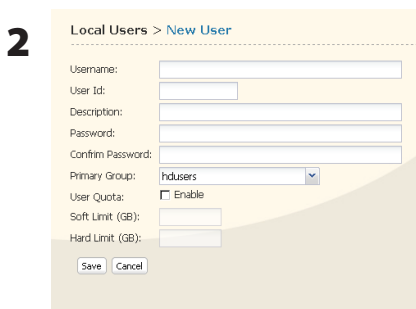 2
Local Users > New User
Username:
User Id:
Description:
Password:
Confrim Password:
Primary Group: hdusers
User Quota: Enable
Soft Limit (GB):
Hard Limit (GB):
Save Cancel